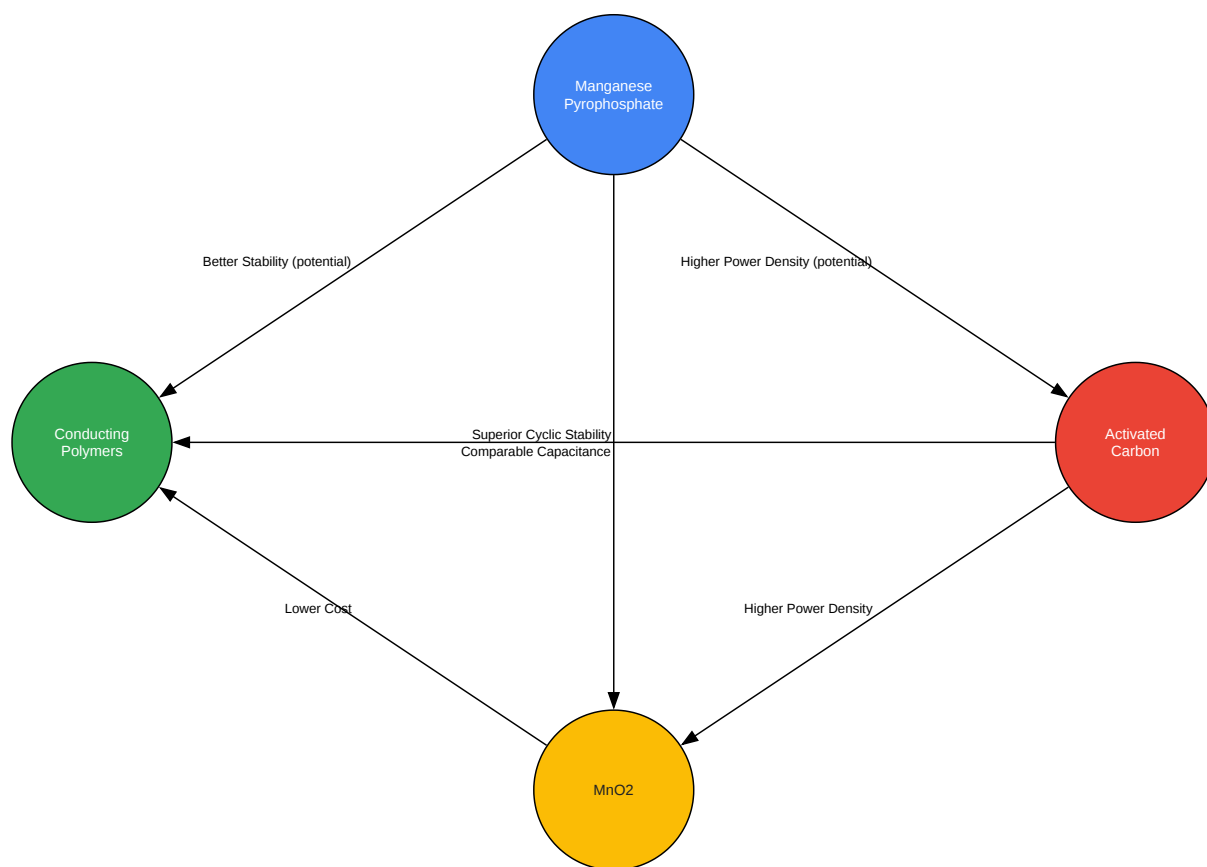 Manganese
Pyrophosphate
Better Stability (potential)
Higher Power Density (potential)
Conducting
Polymers
Superior Cyclic Stability
Comparable Capacitance
Activated
Carbon
Lower Cost
Higher Power Density
MnO2